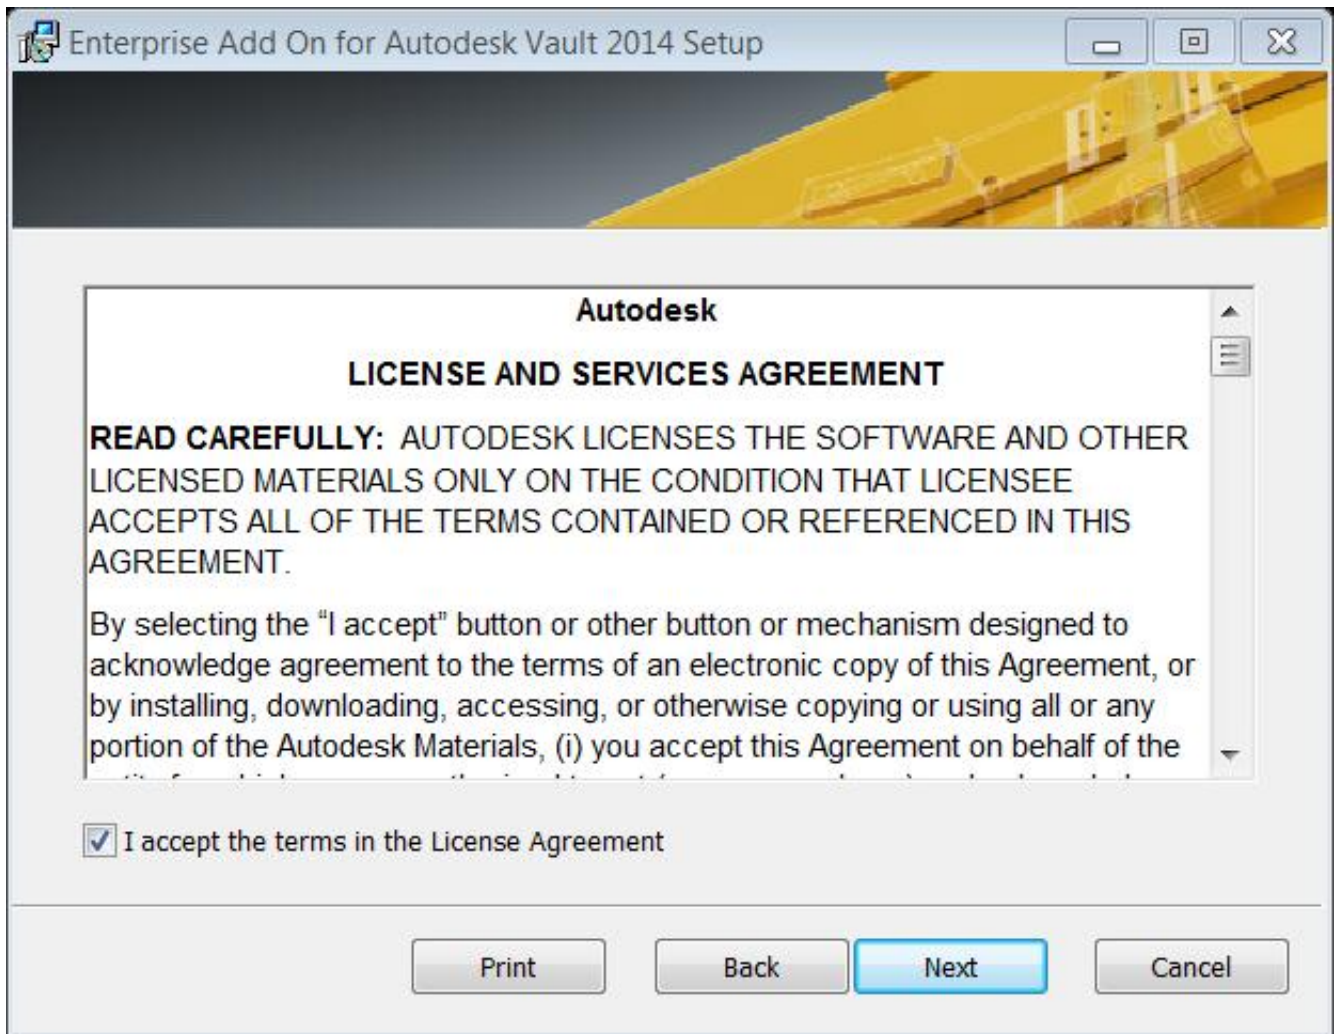 Enterprise Add On for Autodesk Vault 2014 Setup
Autodesk
LICENSE AND SERVICES AGREEMENT
READ CAREFULLY: AUTODESK LICENSES THE SOFTWARE AND OTHER
LICENSED MATERIALS ONLY ON THE CONDITION THAT LICENSEE
ACCEPTS ALL OF THE TERMS CONTAINED OR REFERENCED IN THIS
AGREEMENT.
By selecting the “I accept” button or other button or mechanism designed to
acknowledge agreement to the terms of an electronic copy of this Agreement, or
by installing, downloading, accessing, or otherwise copying or using all or any
portion of the Autodesk Materials, (i) you accept this Agreement on behalf of the
I accept the terms in the License Agreement
Print Back Next Cancel